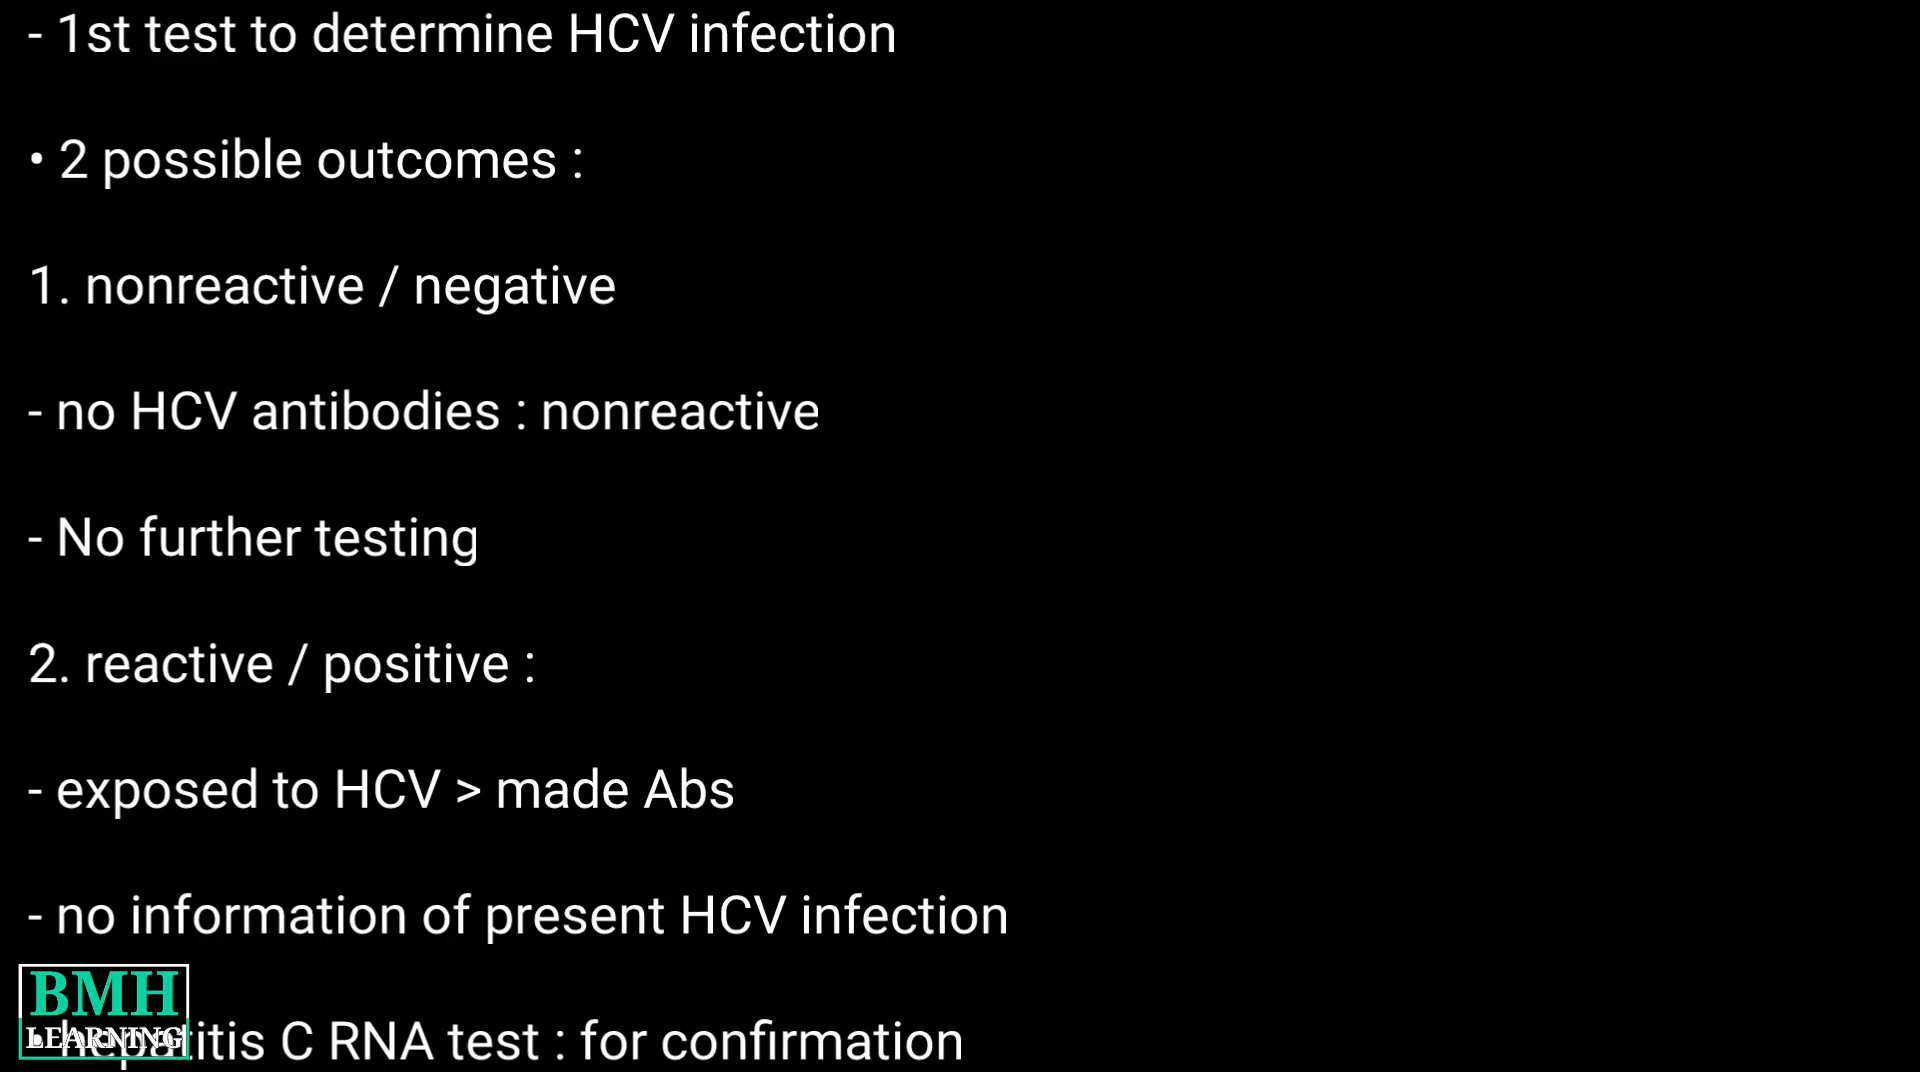 - 1st test to determine HCV infection
• 2 possible outcomes :
1. nonreactive / negative
- no HCV antibodies : nonreactive
- No further testing
2. reactive / positive :
- exposed to HCV > made Abs
- no information of present HCV infection
• hepatitis C RNA test : for confirmation
BMH
LEARNING